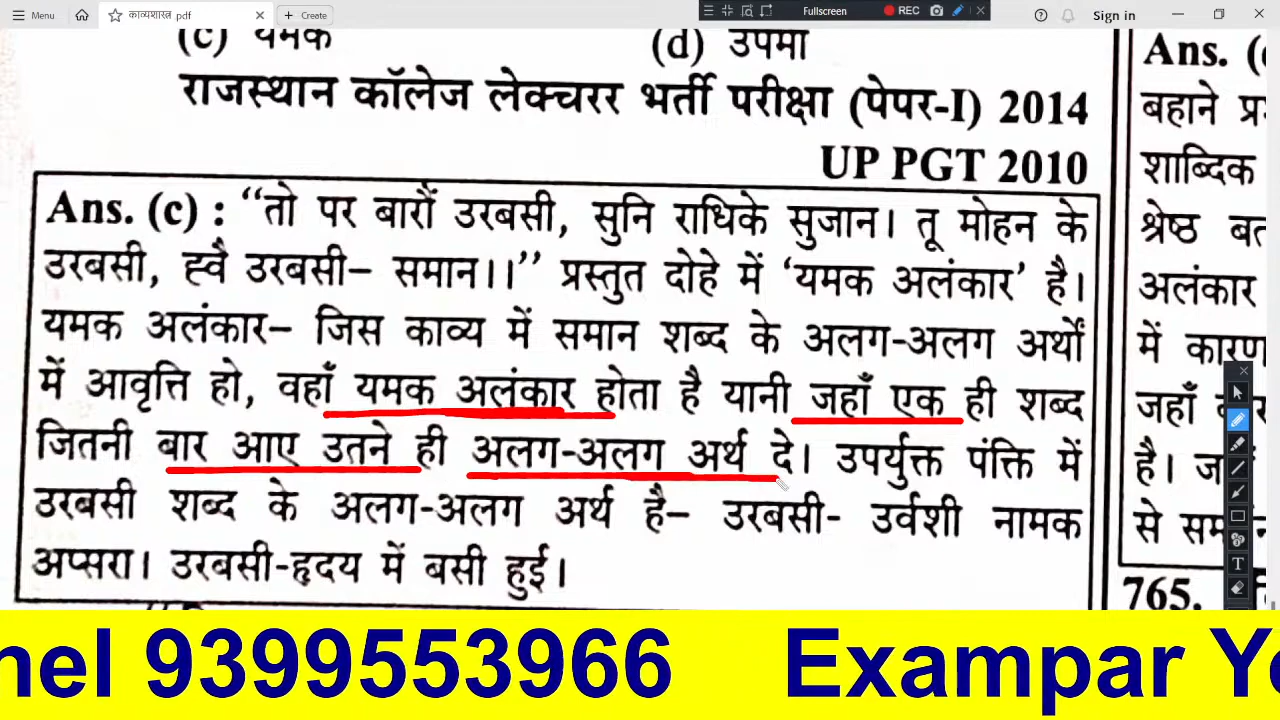 Menu
काव्यशास्त्र .pdf
Create
Fullscreen
REC
Sign in
(c) यमक (d) उपमा
राजस्थान कॉलेज लेक्चरर भर्ती परीक्षा (पेपर-I) 2014
UP PGT 2010
Ans. (c) : “तो पर बारौं उरबसी, सुनि राधिके सुजान। तू मोहन के
उरबसी, ह्वै उरबसी– समान।।” प्रस्तुत दोहे में ‘यमक अलंकार’ है।
यमक अलंकार– जिस काव्य में समान शब्द के अलग-अलग अर्थों
में आवृत्ति हो, वहाँ यमक अलंकार होता है यानी जहाँ एक ही शब्द
जितनी बार आए उतने ही अलग-अलग अर्थ दे। उपर्युक्त पंक्ति में
उरबसी शब्द के अलग-अलग अर्थ है– उरबसी- उर्वशी नामक
अप्सरा। उरबसी-हृदय में बसी हुई।
Ans.
बहाने
शाब्दिक
श्रेष्ठ
अलंकार
में
जहाँ
है।
से
765.
9399553966 Exampar